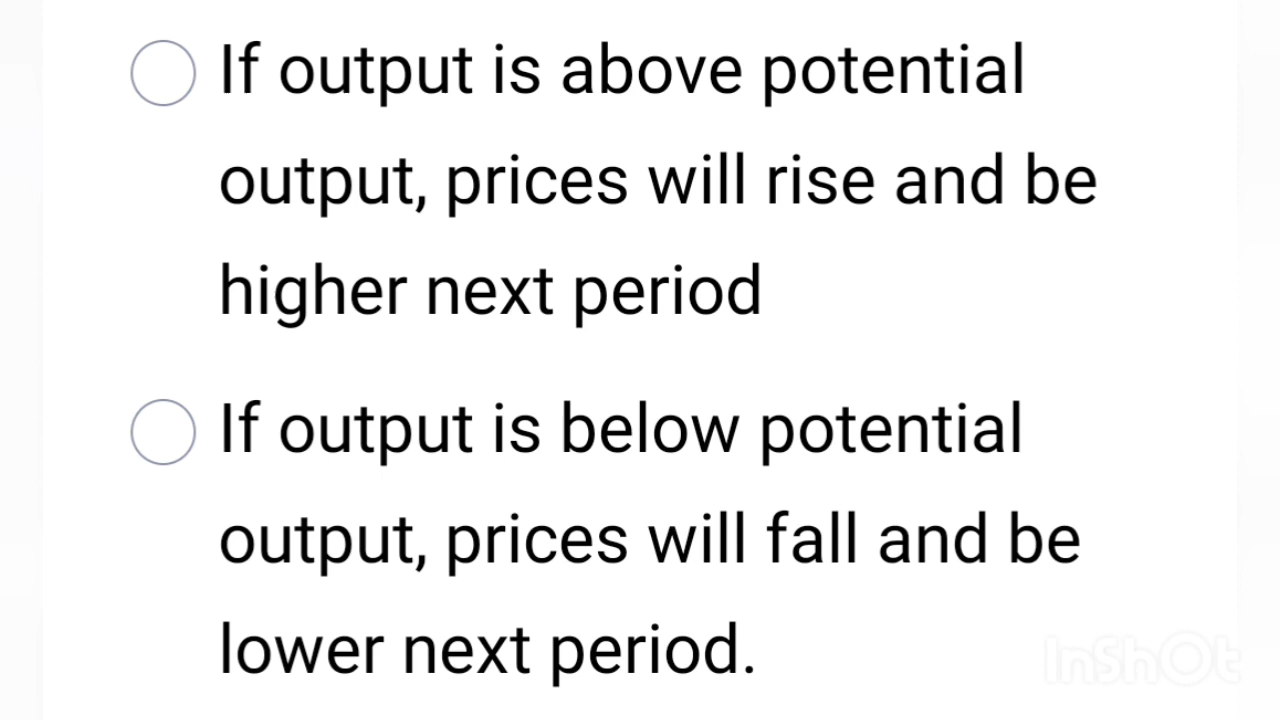 If output is above potential
output, prices will rise and be
higher next period
If output is below potential
output, prices will fall and be
lower next period.
InShOt